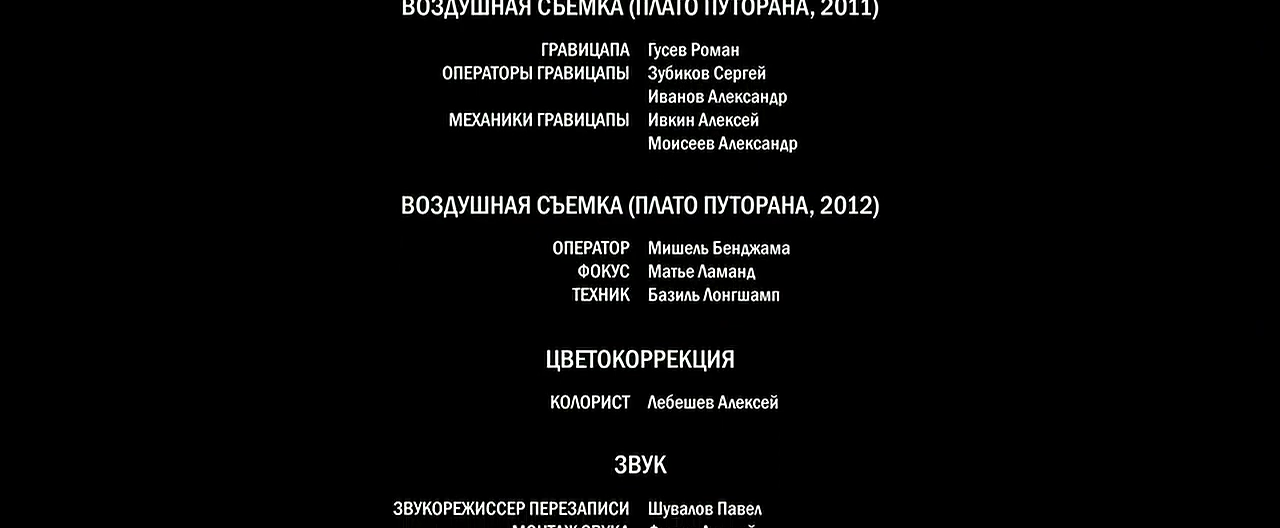 ВОЗДУШНАЯ СЪЕМКА (ПЛАТО ПУТОРАНА, 2011)
ГРАВИЦАПА Гусев Роман
ОПЕРАТОРЫ ГРАВИЦАПЫ Зубиков Сергей
Иванов Александр
МЕХАНИКИ ГРАВИЦАПЫ Ивкин Алексей
Моисеев Александр
ВОЗДУШНАЯ СЪЕМКА (ПЛАТО ПУТОРАНА, 2012)
ОПЕРАТОР Мишель Бенджама
ФОКУС Матье Ламанд
ТЕХНИК Базиль Лонгшамп
ЦВЕТОКОРРЕКЦИЯ
КОЛОРИСТ Лебешев Алексей
ЗВУК
ЗВУКОРЕЖИССЕР ПЕРЕЗАПИСИ Шувалов Павел
МОНТАЖ ЗВУКА